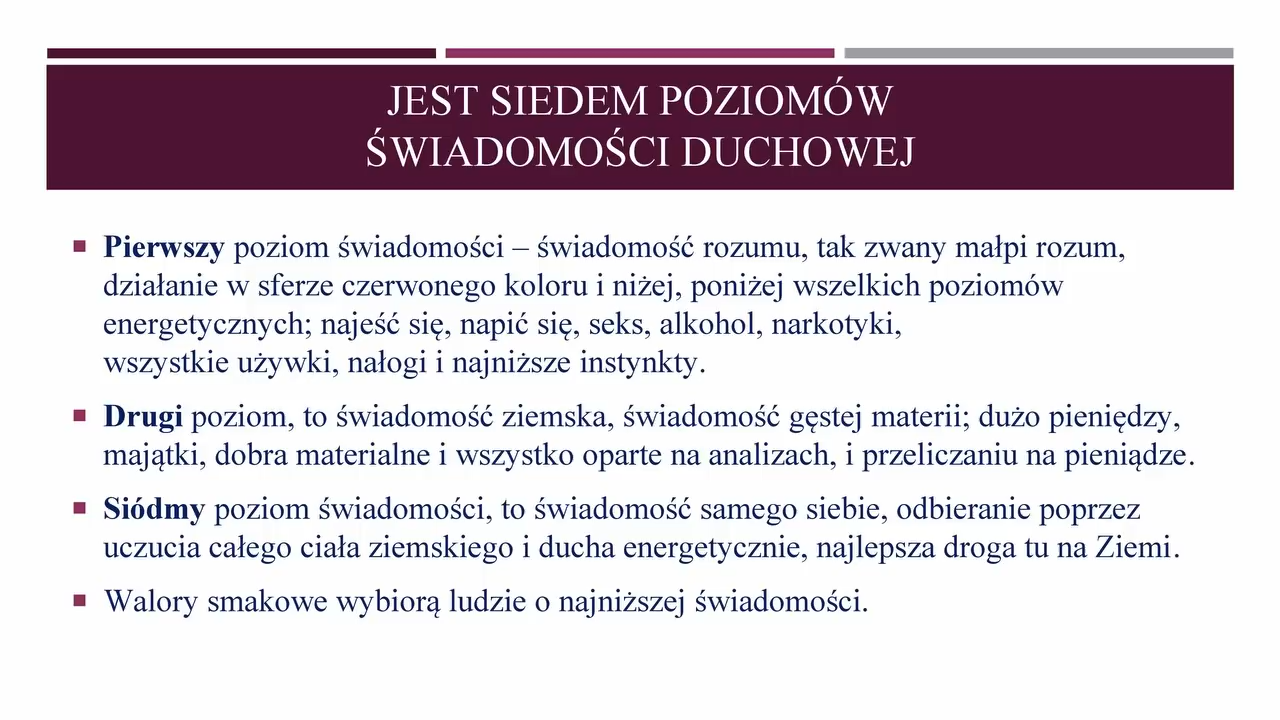 JEST SIEDEM POZIOMÓW
ŚWIADOMOŚCI DUCHOWEJ
Pierwszy poziom świadomości – świadomość rozumu, tak zwany małpi rozum,
działanie w sferze czerwonego koloru i niżej, poniżej wszelkich poziomów
energetycznych; najeść się, napić się, seks, alkohol, narkotyki,
wszystkie używki, nałogi i najniższe instynkty.
Drugi poziom, to świadomość ziemska, świadomość gęstej materii; dużo pieniędzy,
majątki, dobra materialne i wszystko oparte na analizach, i przeliczaniu na pieniądze.
Siódmy poziom świadomości, to świadomość samego siebie, odbieranie poprzez
uczucia całego ciała ziemskiego i ducha energetycznie, najlepsza droga tu na Ziemi.
Walory smakowe wybiorą ludzie o najniższej świadomości.